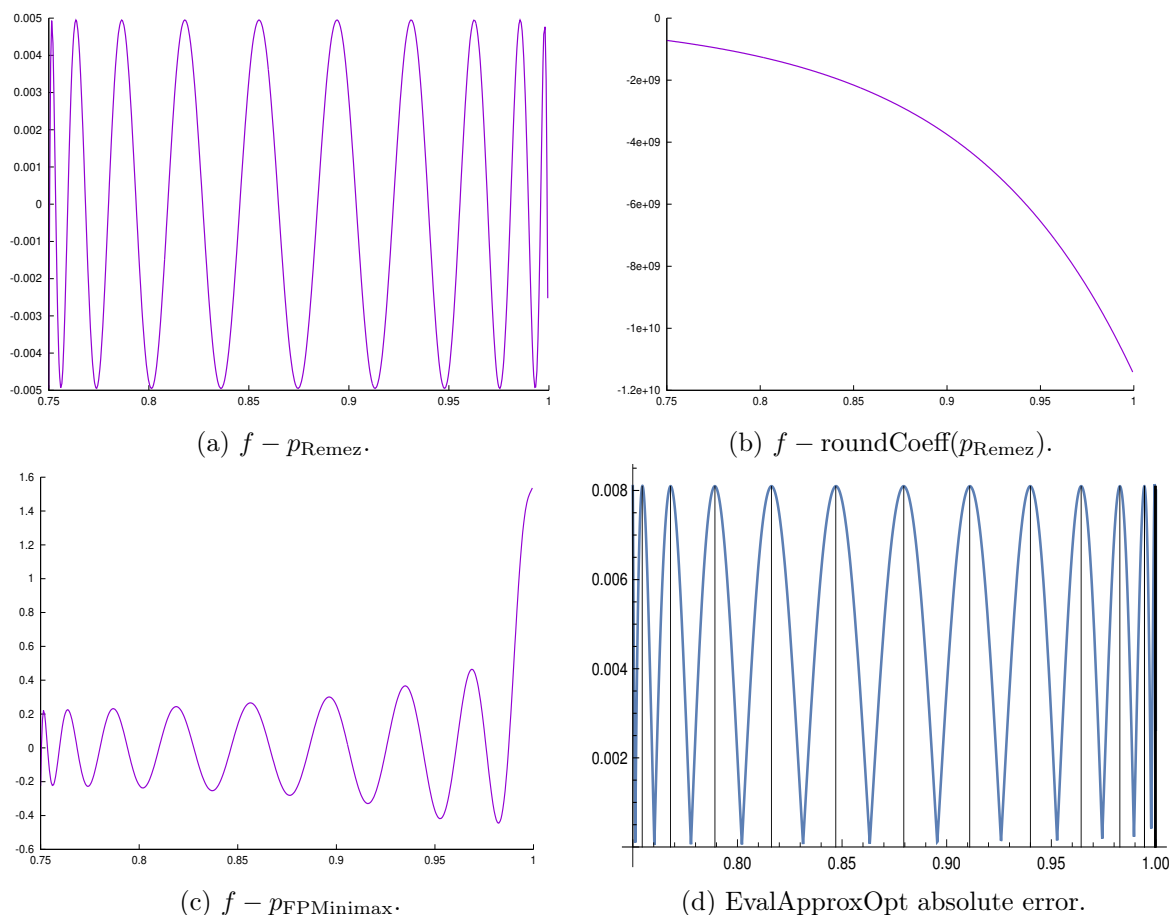 0.005
0.004
0.003
0.002
0.001
0
-0.001
-0.002
-0.003
-0.004
-0.005
0.75 0.8 0.85 0.9 0.95 1
(a) f − pRemez.
0
-2e+09
-4e+09
-6e+09
-8e+09
-1e+10
-1.2e+10
0.75 0.8 0.85 0.9 0.95 1
(b) f − roundCoeff(pRemez).
1.6
1.4
1.2
1
0.8
0.6
0.4
0.2
0
-0.2
-0.4
-0.6
0.75 0.8 0.85 0.9 0.95 1
(c) f − pFPMinimax.
0.008
0.006
0.004
0.002
0.80 0.85 0.90 0.95 1.00
(d) EvalApproxOpt absolute error.